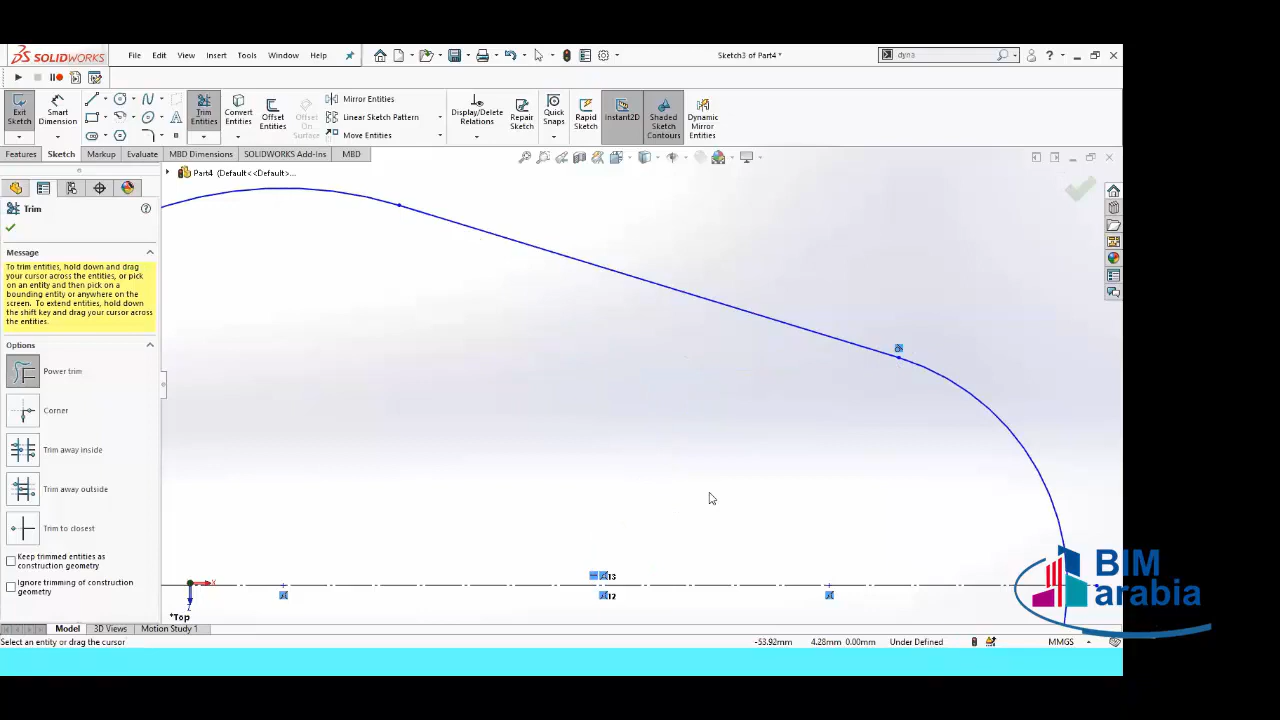 SOLIDWORKS
File
Edit
View
Insert
Tools
Window
Help
Sketch3 of Part4 *
dyna
Exit Sketch
Smart Dimension
Trim Entities
Convert Entities
Offset Entities
Offset On Surface
Mirror Entities
Linear Sketch Pattern
Move Entities
Display/Delete Relations
Repair Sketch
Quick Snaps
Rapid Sketch
Instant2D
Shaded Sketch Contours
Dynamic Mirror Entities
Features
Sketch
Markup
Evaluate
MBD Dimensions
SOLIDWORKS Add-Ins
MBD
Part4 (Default<<Default>...
Trim
Message
To trim entities, hold down and drag
your cursor across the entities, or pick
on an entity and then pick on a
bounding entity or anywhere on the
screen. To extend entities, hold down
the shift key and drag your cursor across
the entities.
Options
Power trim
Corner
Trim away inside
Trim away outside
Trim to closest
Keep trimmed entities as
construction geometry
Ignore trimming of construction
geometry
13
12
X
Z
*Top
BIM
arabia
Model
3D Views
Motion Study 1
Select an entity or drag the cursor
-53.92mm
4.28mm
0.00mm
Under Defined
MMGS